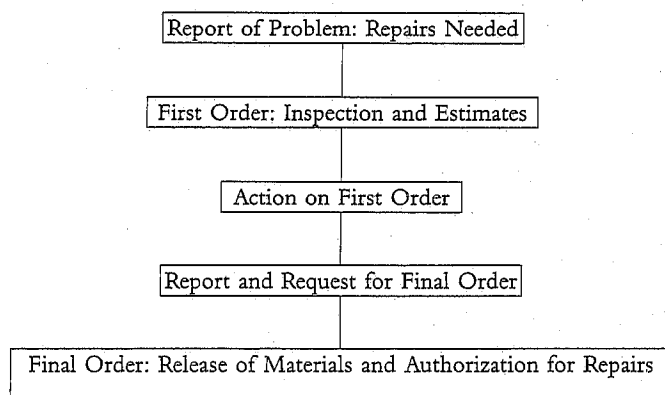 Report of Problem: Repairs Needed
First Order: Inspection and Estimates
Action on First Order
Report and Request for Final Order
Final Order: Release of Materials and Authorization for Repairs